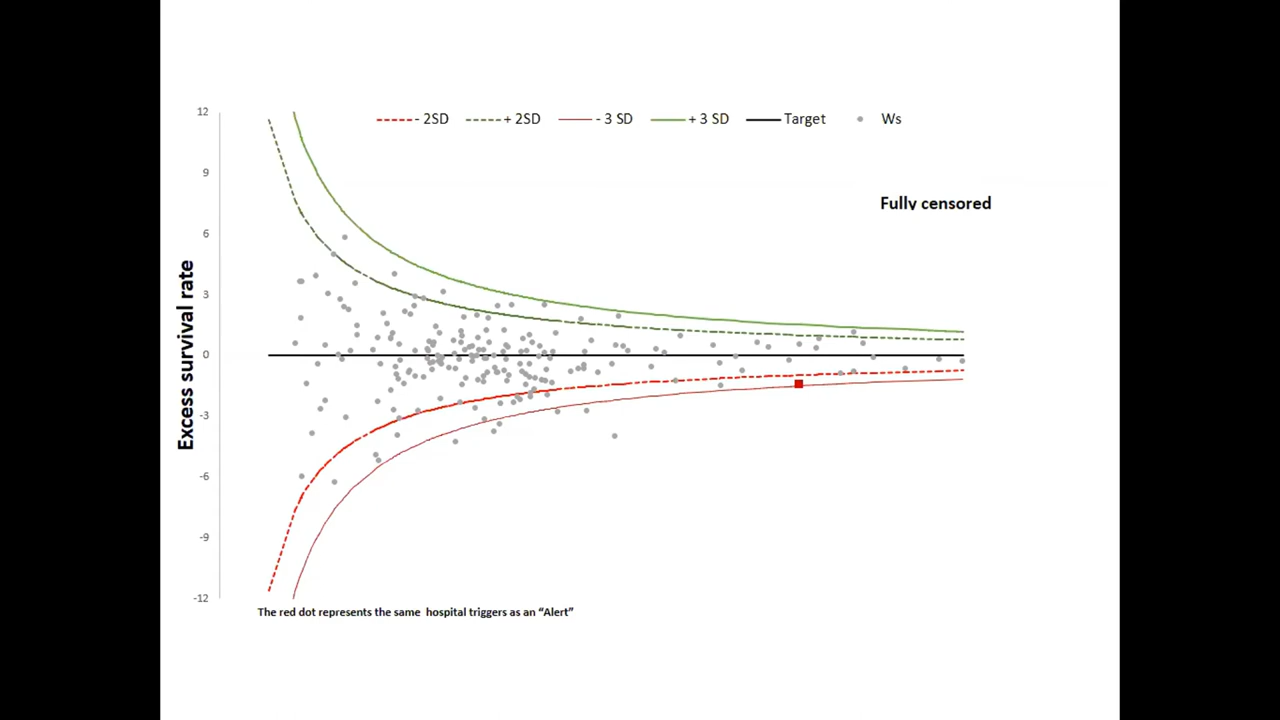 12
- 2SD
+ 2SD
- 3 SD
+ 3 SD
Target
Ws
9
Fully censored
6
3
0
-3
-6
-9
-12
Excess survival rate
The red dot represents the same hospital triggers as an “Alert”